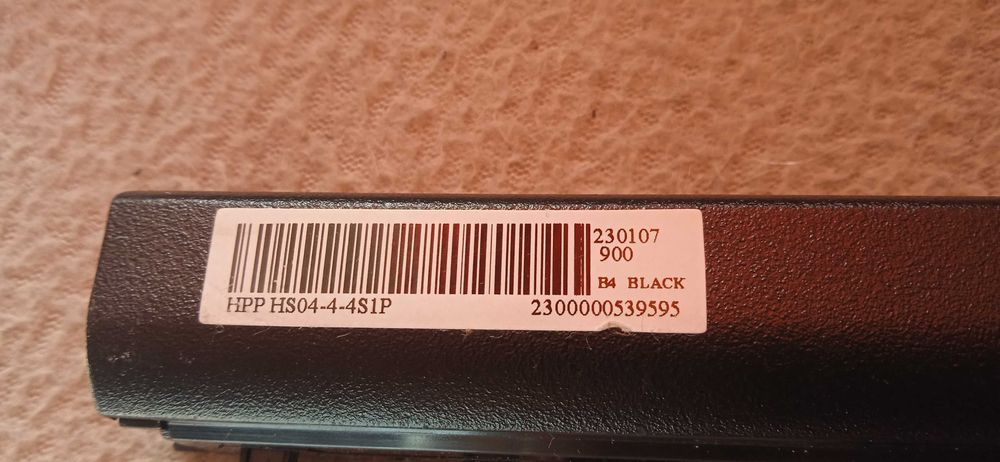 230107
900
B4 BLACK
HPP HS04-4-4S1P
2300000539595